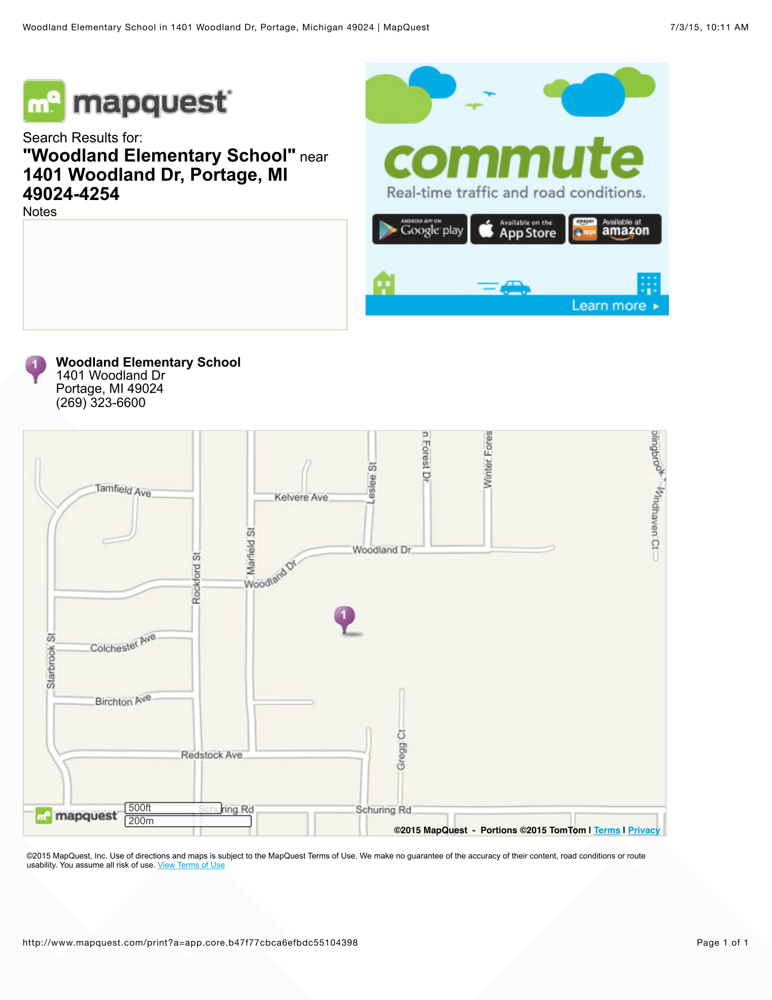 Woodland Elementary School in 1401 Woodland Dr, Portage, Michigan 49024 | MapQuest
7/3/15, 10:11 AM
mapquest
Search Results for:
"Woodland Elementary School" near
1401 Woodland Dr, Portage, MI
49024-4254
Notes
commute
Real-time traffic and road conditions.
ANDROID APP ON
Google play
Available on the
App Store
amazon
apps
Available at
amazon
Learn more
1
Woodland Elementary School
1401 Woodland Dr
Portage, MI 49024
(269) 323-6600
n Forest Dr
Winter Fores
olingbrook
Windhaven Ct
Leslee St
Tamfield Ave
Kelvere Ave
Marfield St
Rockford St
Woodland Dr
Woodland Dr
1
Starbrook St
Colchester Ave
Birchton Ave
Gregg Ct
Redstock Ave
Schuring Rd
Schuring Rd
mapquest
500ft
200m
©2015 MapQuest - Portions ©2015 TomTom | Terms | Privacy
©2015 MapQuest, Inc. Use of directions and maps is subject to the MapQuest Terms of Use. We make no guarantee of the accuracy of their content, road conditions or route
usability. You assume all risk of use. View Terms of Use
http://www.mapquest.com/print?a=app.core.b47f77cbca6efbdc55104398
Page 1 of 1